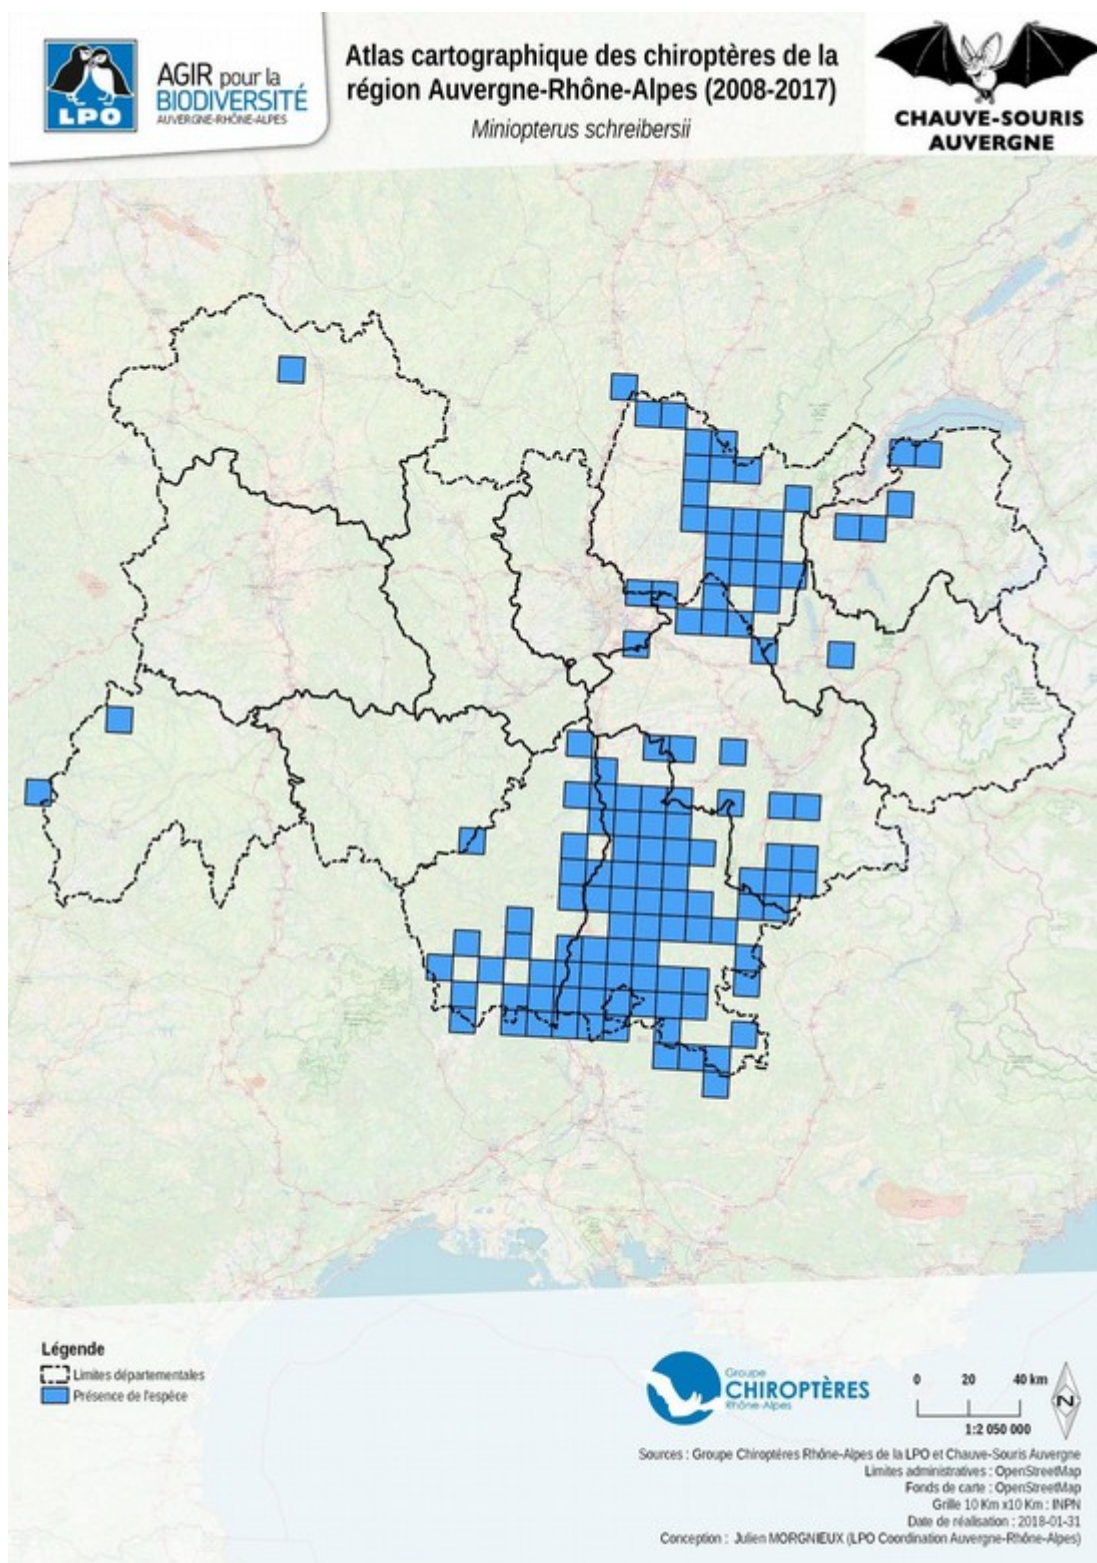 LPO
AGIR pour la
BIODIVERSITÉ
AUVERGNE-RHÔNE-ALPES
Atlas cartographique des chiroptères de la
région Auvergne-Rhône-Alpes (2008-2017)
Miniopterus schreibersii
CHAUVE-SOURIS
AUVERGNE
Légende
Limites départementales
Présence de l'espèce
Groupe
CHIROPTÈRES
Rhône-Alpes
0 20 40 km
N
1:2 050 000
Sources : Groupe Chiroptères Rhône-Alpes de la LPO et Chauve-Souris Auvergne
Limites administratives : OpenStreetMap
Fonds de carte : OpenStreetMap
Grille 10 Km x10 Km : INPN
Date de réalisation : 2018-01-31
Conception : Julien MORGNIEUX (LPO Coordination Auvergne-Rhône-Alpes)